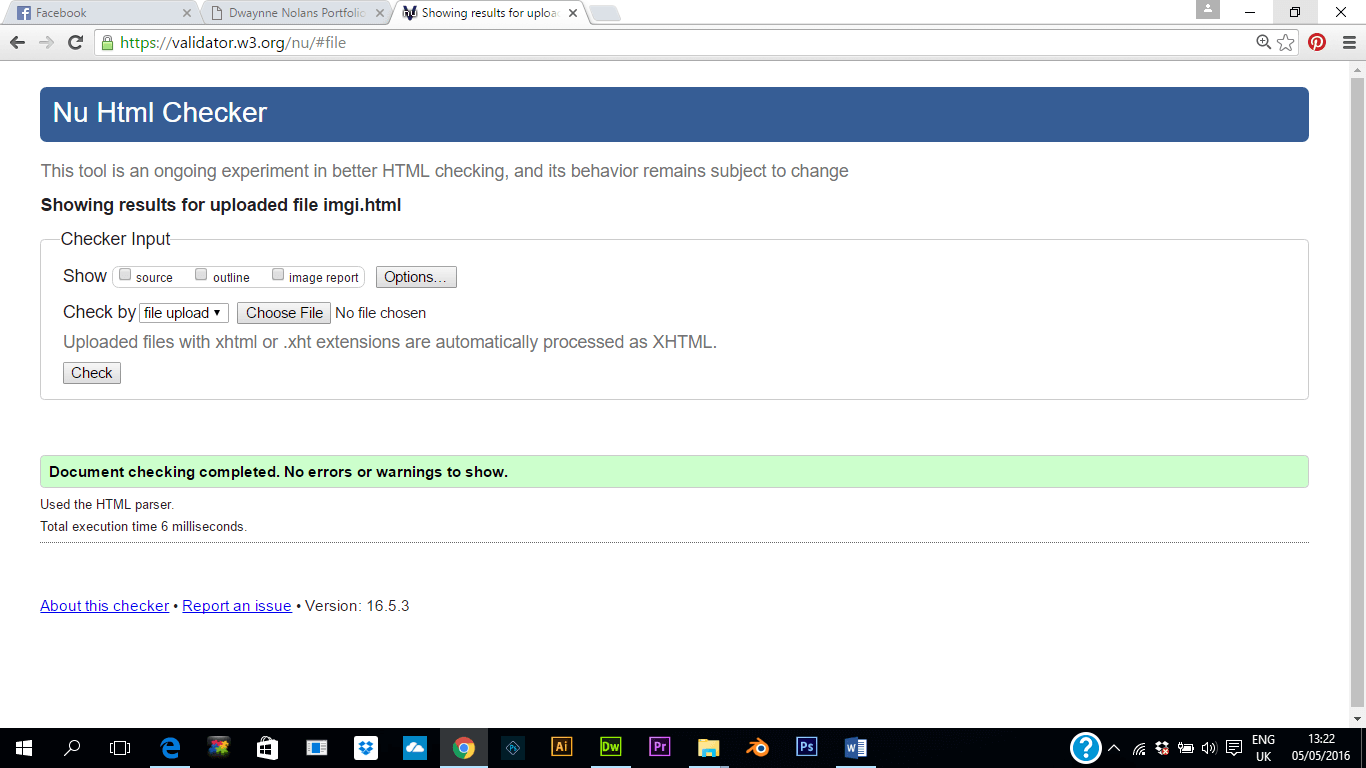 Facebook
Dwaynne Nolans Portfolio
Showing results for uploa
https://validator.w3.org/nu/#file
Nu Html Checker
This tool is an ongoing experiment in better HTML checking, and its behavior remains subject to change
Showing results for uploaded file imgi.html
Checker Input
Show source outline image report Options...
Check by file upload Choose File No file chosen
Uploaded files with xhtml or .xht extensions are automatically processed as XHTML.
Check
Document checking completed. No errors or warnings to show.
Used the HTML parser.
Total execution time 6 milliseconds.
About this checker • Report an issue • Version: 16.5.3
Ai Dw Pr Ps
ENG 13:22
UK 05/05/2016